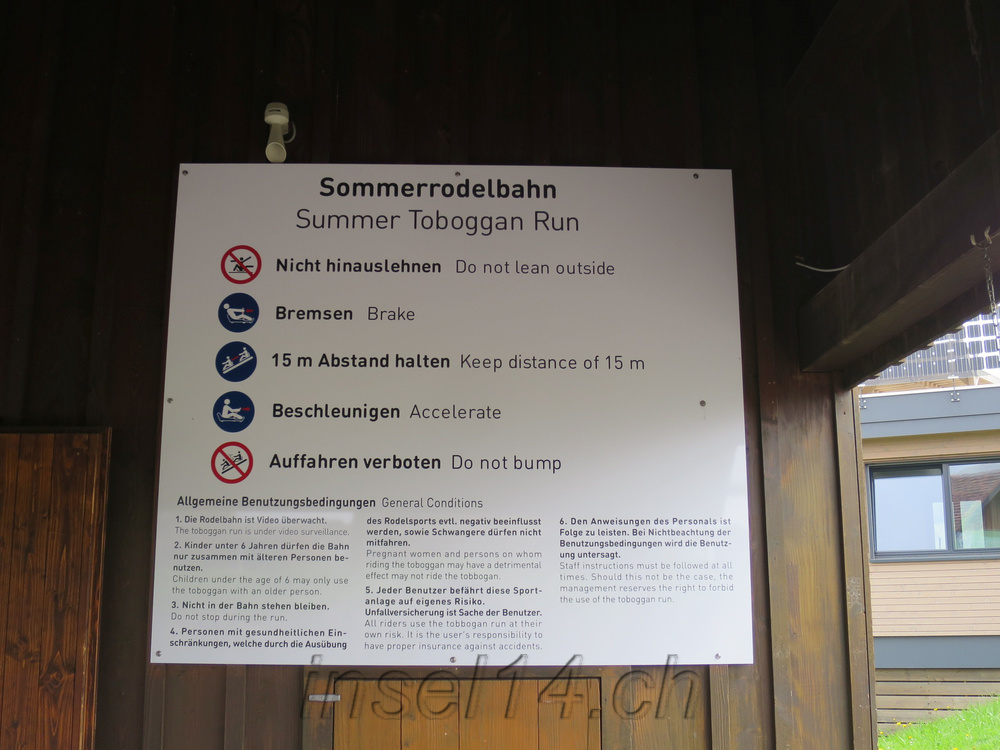 Sommerrodelbahn
Summer Toboggan Run
Nicht hinauslehnen Do not lean outside
Bremsen Brake
15 m Abstand halten Keep distance of 15 m
Beschleunigen Accelerate
Auffahren verboten Do not bump
Allgemeine Benutzungsbedingungen General Conditions
1. Die Rodelbahn ist Video überwacht.
The toboggan run is under video surveillance.
2. Kinder unter 6 Jahren dürfen die Bahn
nur zusammen mit älteren Personen be-
nutzen.
Children under the age of 6 may only use
the toboggan with an older person.
3. Nicht in der Bahn stehen bleiben.
Do not stop during the run.
4. Personen mit gesundheitlichen Ein-
schränkungen, welche durch die Ausübung
des Rodelsports evtl. negativ beeinflusst
werden, sowie Schwangere dürfen nicht
mitfahren.
Pregnant women and persons on whom
riding the toboggan may have a detrimental
effect may not ride the tobbogan.
5. Jeder Benutzer befährt diese Sport-
anlage auf eigenes Risiko.
Unfallversicherung ist Sache der Benutzer.
All riders use the toboggan run at their
own risk. It is the user's responsibility to
have proper insurance against accidents.
6. Den Anweisungen des Personals ist
Folge zu leisten. Bei Nichtbeachtung der
Benutzungsbedingungen wird die Benutz-
ung untersagt.
Staff instructions must be followed at all
times. Should this not be the case, the
management reserves the right to forbid
the use of the toboggan run.
insel14.ch